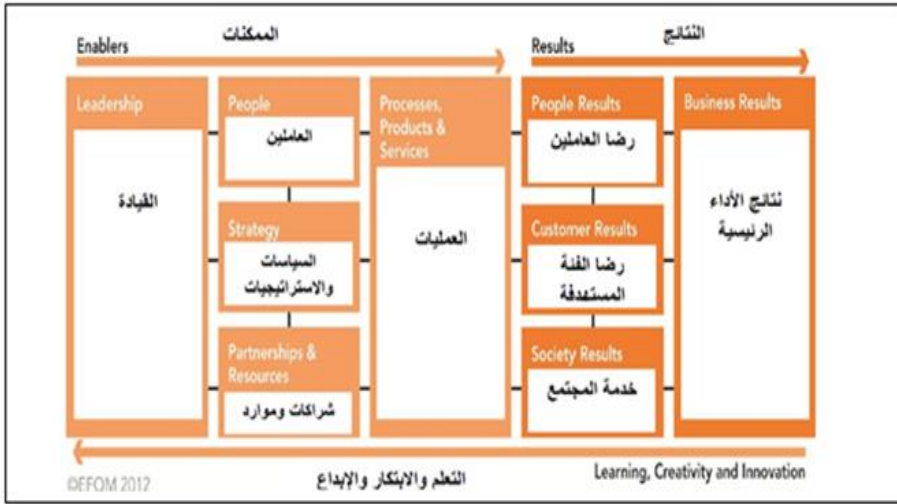 Enablers
الممكنات
Results
النتائج
Leadership
القيادة
People
العاملين
Strategy
السياسات
والاستراتيجيات
Partnerships &
Resources
شراكات وموارد
Processes,
Products &
Services
العمليات
People Results
رضا العاملين
Customer Results
رضا الفئة
المستهدفة
Society Results
خدمة المجتمع
Business Results
نتائج الأداء
الرئيسية
©EFQM 2012
التعلم والابتكار والإبداع
Learning, Creativity and Innovation